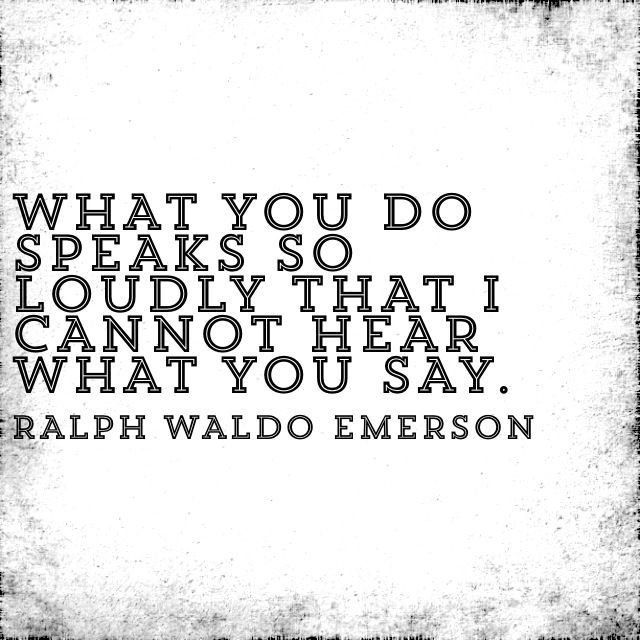 WHAT YOU DO
SPEAKS SO
LOUDLY THAT I
CANNOT HEAR
WHAT YOU SAY.
RALPH WALDO EMERSON